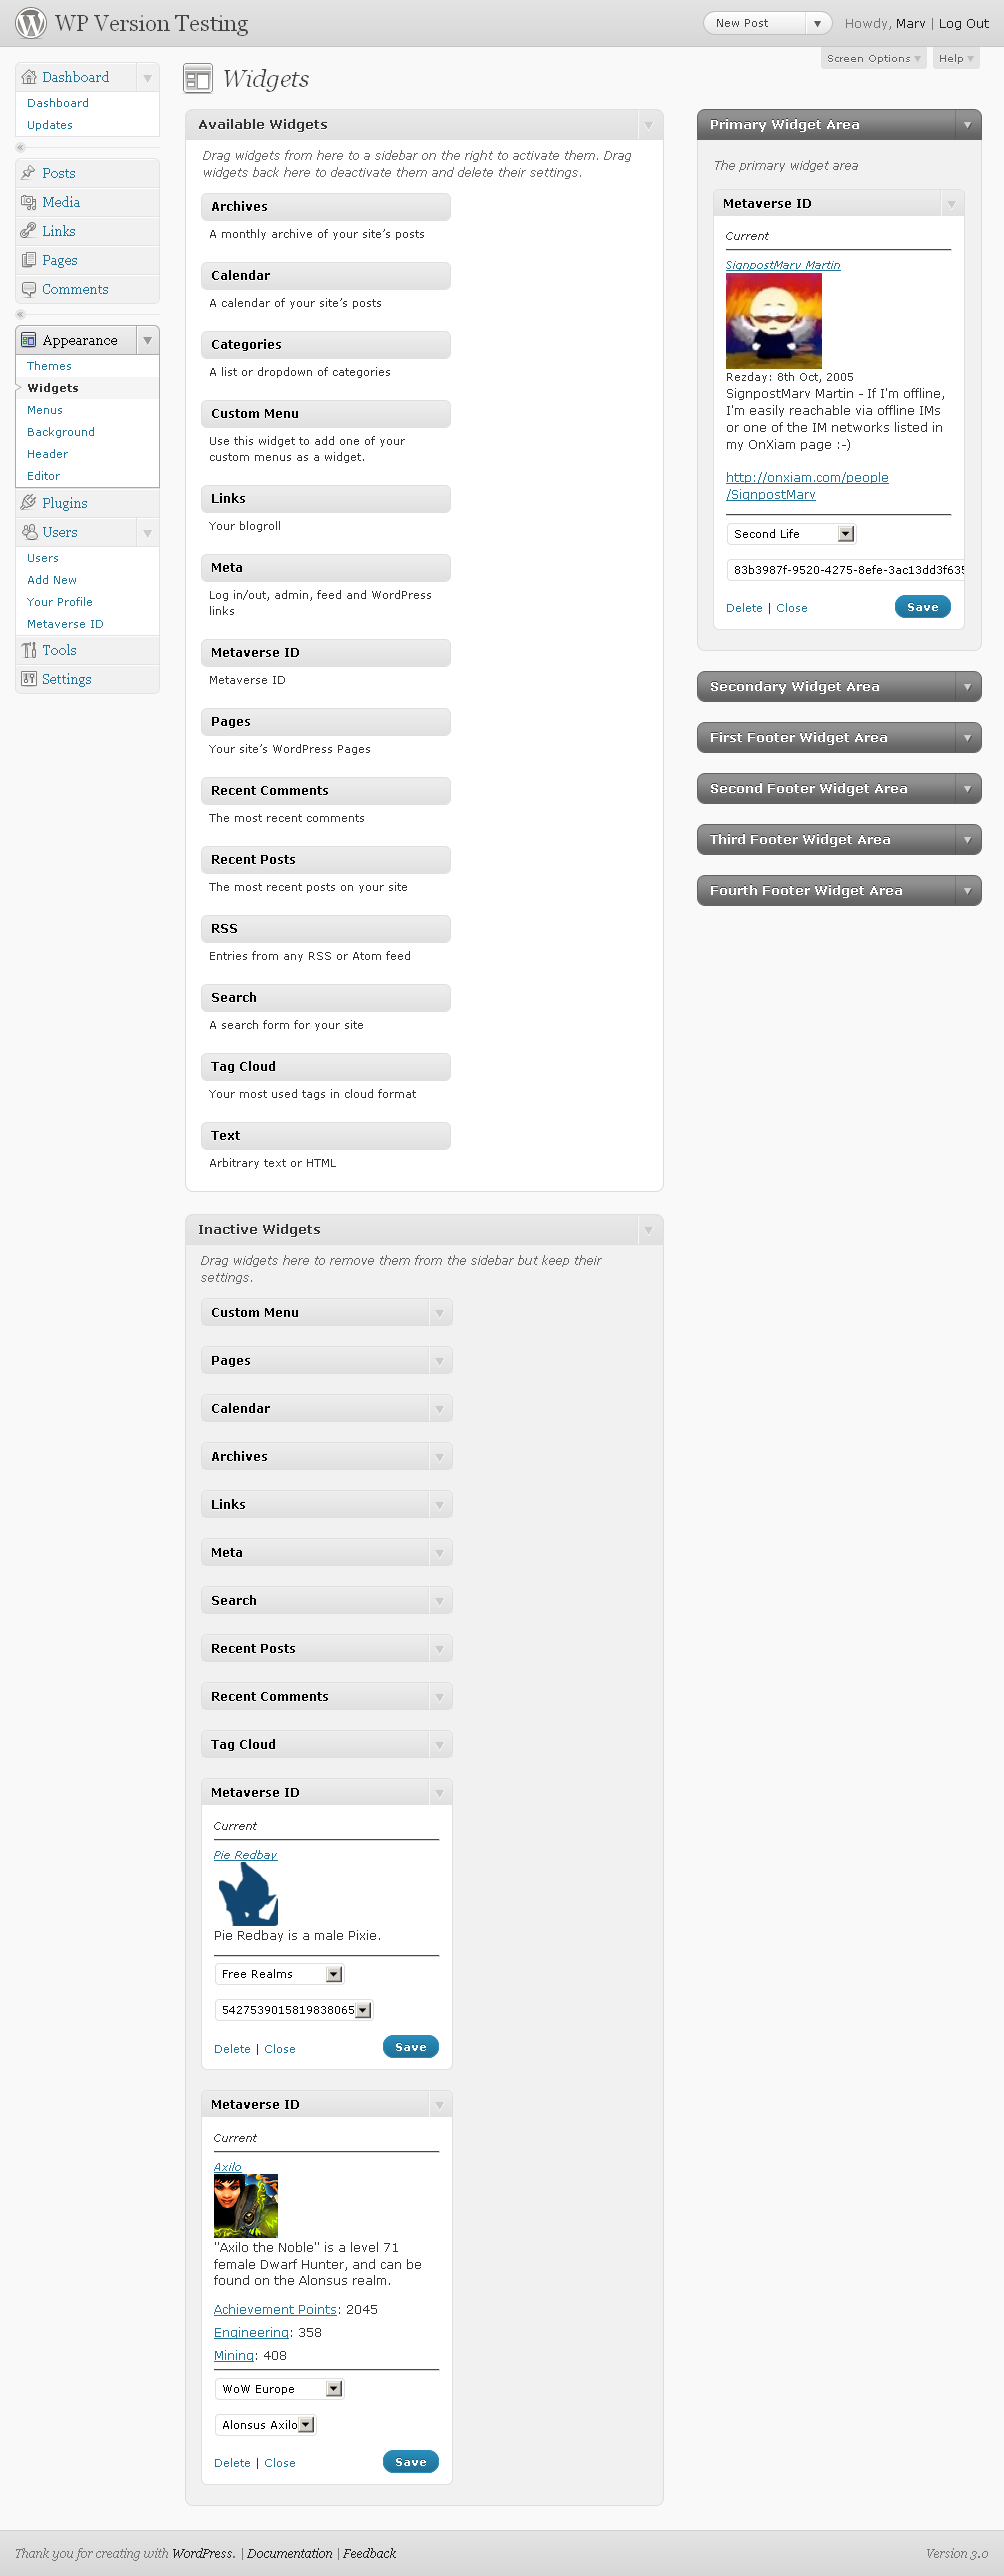 WP Version Testing
New Post
Howdy, Marv | Log Out
Screen Options
Help
Dashboard
Dashboard
Updates
Posts
Media
Links
Pages
Comments
Appearance
Themes
Widgets
Menus
Background
Header
Editor
Plugins
Users
Users
Add New
Your Profile
Metaverse ID
Tools
Settings
Widgets
Available Widgets
Drag widgets from here to a sidebar on the right to activate them. Drag
widgets back here to deactivate them and delete their settings.
Archives
A monthly archive of your site's posts
Calendar
A calendar of your site's posts
Categories
A list or dropdown of categories
Custom Menu
Use this widget to add one of your
custom menus as a widget.
Links
Your blogroll
Meta
Log in/out, admin, feed and WordPress
links
Metaverse ID
Metaverse ID
Pages
Your site's WordPress Pages
Recent Comments
The most recent comments
Recent Posts
The most recent posts on your site
RSS
Entries from any RSS or Atom feed
Search
A search form for your site
Tag Cloud
Your most used tags in cloud format
Text
Arbitrary text or HTML
Inactive Widgets
Drag widgets here to remove them from the sidebar but keep their
settings.
Custom Menu
Pages
Calendar
Archives
Links
Meta
Search
Recent Posts
Recent Comments
Tag Cloud
Metaverse ID
Current
Pie Redbay
Pie Redbay is a male Pixie.
Free Realms
5427539015819838065
Delete | Close
Save
Metaverse ID
Current
Axilo
"Axilo the Noble" is a level 71
female Dwarf Hunter, and can be
found on the Alonsus realm.
Achievement Points: 2045
Engineering: 358
Mining: 408
WoW Europe
Alonsus Axilo
Delete | Close
Save
Primary Widget Area
The primary widget area
Metaverse ID
Current
SignpostMarv Martin
Rezday: 8th Oct, 2005
SignpostMarv Martin - If I'm offline,
I'm easily reachable via offline IMs
or one of the IM networks listed in
my OnXiam page :-)
http://onxiam.com/people
/SignpostMarv
Second Life
83b3987f-9520-4275-8efe-3ac13dd3f635
Delete | Close
Save
Secondary Widget Area
First Footer Widget Area
Second Footer Widget Area
Third Footer Widget Area
Fourth Footer Widget Area
Thank you for creating with WordPress. | Documentation | Feedback
Version 3.0